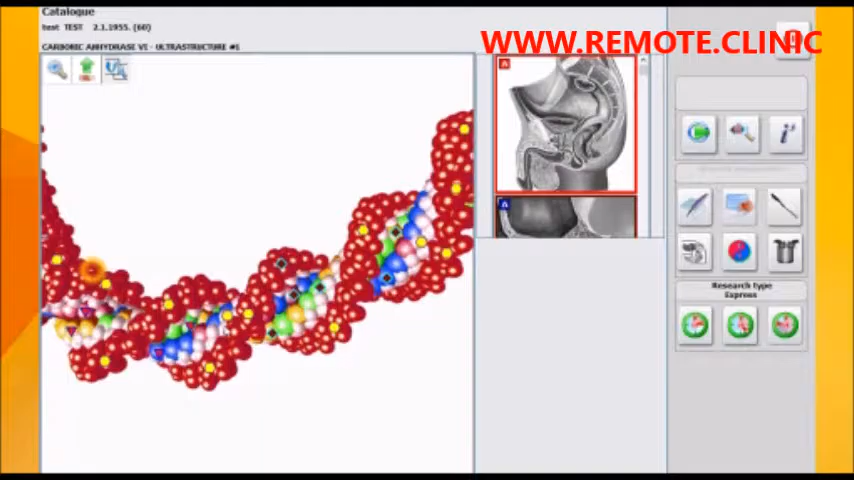 Catalogue
test TEST 2.1.1955. (60)
CARBONIC ANHYDRASE VI - ULTRASTRUCTURE #1
WWW.REMOTE.CLINIC
A
A
Research type
Express